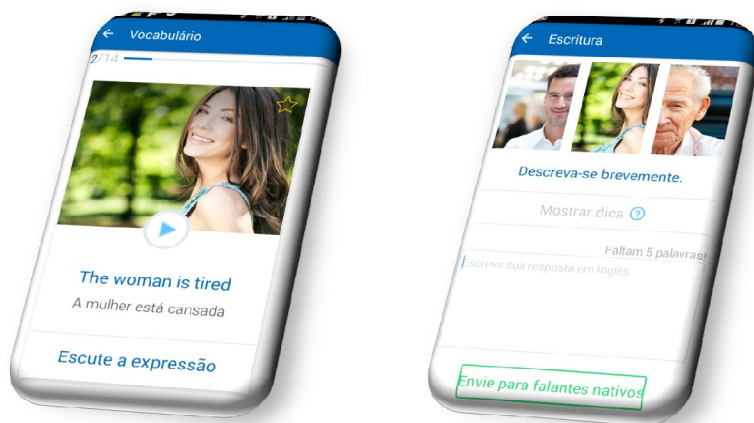 Vocabulário
2/14
The woman is tired
A mulher está cansada
Escute a expressão
Escritura
Descreva-se brevemente.
Mostrar dica ?
Faltam 5 palavras!
Escreva sua resposta em Inglês
Envie para falantes nativos